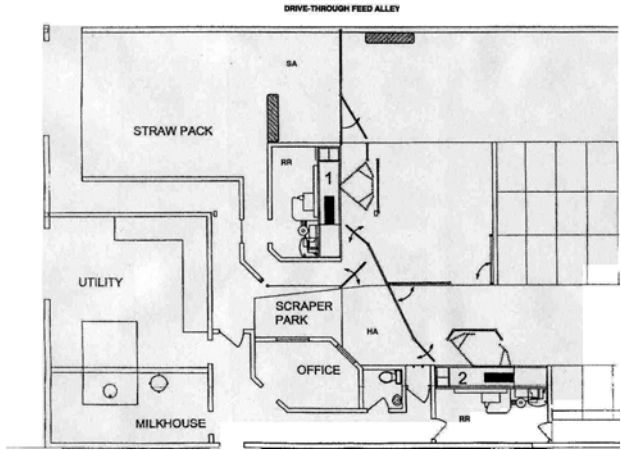 DRIVE-THROUGH FEED ALLEY
SA
STRAW PACK
RR
1
UTILITY
SCRAPER
PARK
HA
OFFICE
2
MILKHOUSE
RR